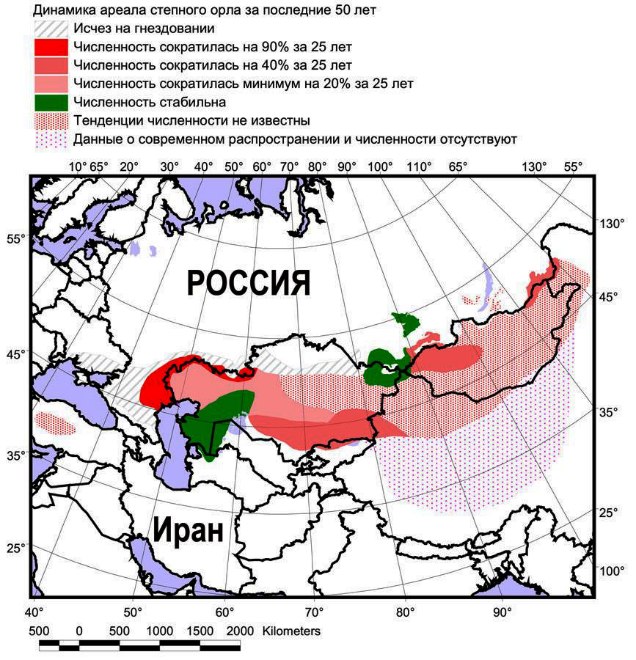 Динамика ареала степного орла за последние 50 лет
Исчез на гнездовании
Численность сократилась на 90% за 25 лет
Численность сократилась на 40% за 25 лет
Численность сократилась минимум на 20% за 25 лет
Численность стабильна
Тенденции численности не известны
Данные о современном распространении и численности отсутствуют
10° 65° 20° 30° 40° 50° 60° 70° 80° 90° 100° 110° 65° 130° 55°
55° 130°
РОССИЯ
45° 45°
35° 35°
Иран
25° 25°
100°
40° 50° 60° 70° 80° 90°
500 0 500 1000 1500 2000 Kilometers